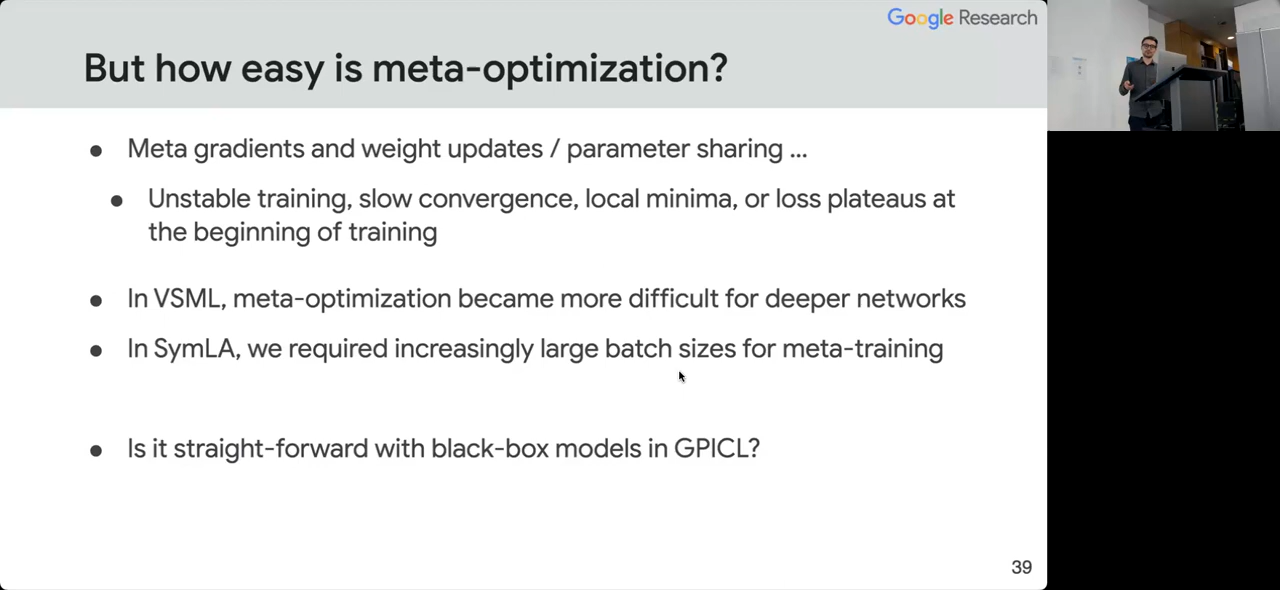 Google Research
But how easy is meta-optimization?
● Meta gradients and weight updates / parameter sharing ...
● Unstable training, slow convergence, local minima, or loss plateaus at
the beginning of training
● In VSML, meta-optimization became more difficult for deeper networks
● In SymLA, we required increasingly large batch sizes for meta-training
● Is it straight-forward with black-box models in GPICL?
39